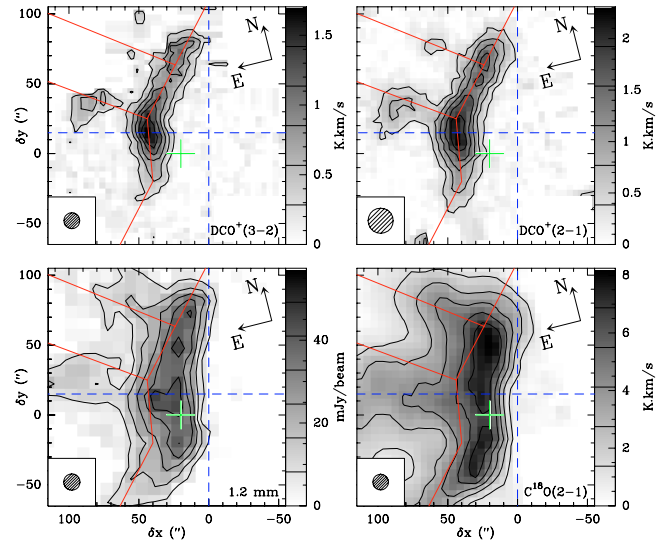 100
50
0
−50
δy (")
N
E
DCO⁺(3−2)
1.5
1
0.5
0
K.km/s
N
E
DCO⁺(2−1)
2
1.5
1
0.5
0
K.km/s
100
50
0
−50
δy (")
N
E
1.2 mm
40
20
0
mJy/beam
N
E
C¹⁸O(2−1)
8
6
4
2
0
K.km/s
100 50 0 −50
δx (")
100 50 0 −50
δx (")